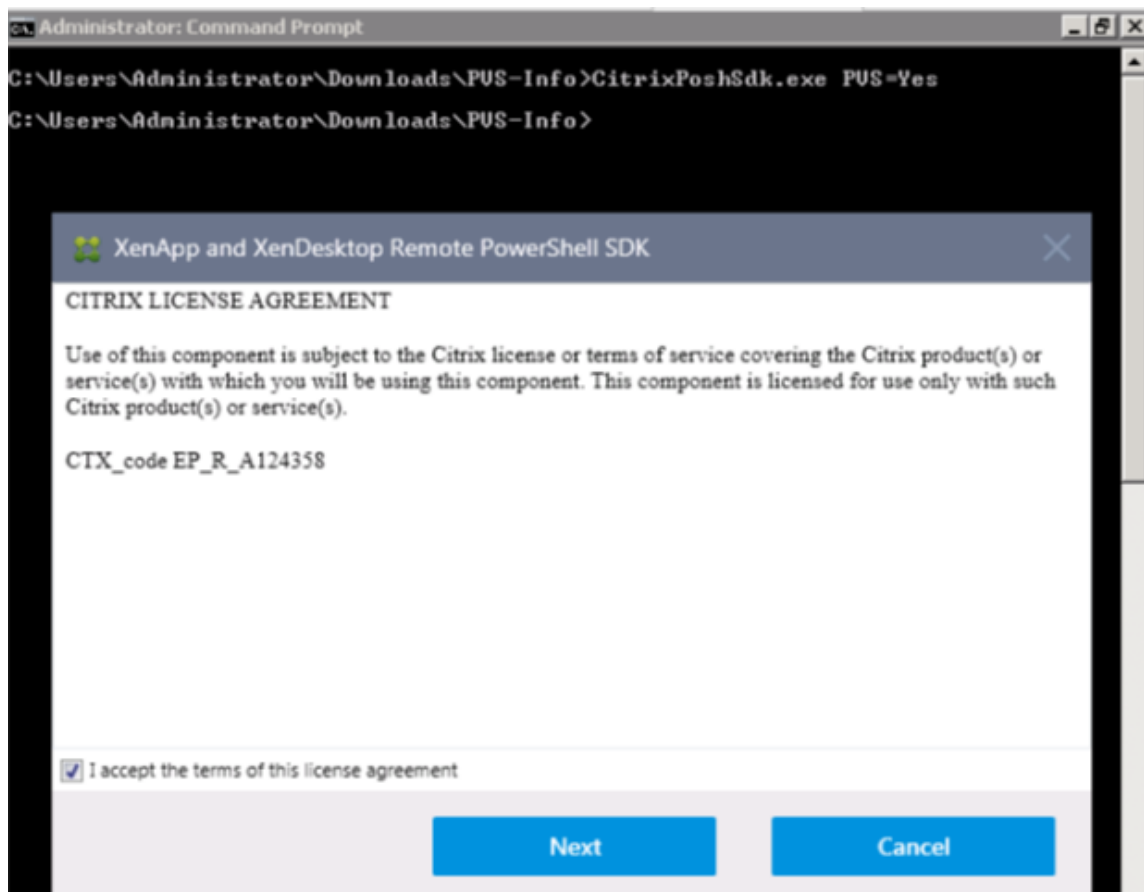 Administrator: Command Prompt
C:\Users\Administrator\Downloads\PVS-Info>CitrixPoshSdk.exe PVS=Yes
C:\Users\Administrator\Downloads\PVS-Info>
XenApp and XenDesktop Remote PowerShell SDK
CITRIX LICENSE AGREEMENT
Use of this component is subject to the Citrix license or terms of service covering the Citrix product(s) or
service(s) with which you will be using this component. This component is licensed for use only with such
Citrix product(s) or service(s).
CTX_code EP_R_A124358
I accept the terms of this license agreement
Next
Cancel